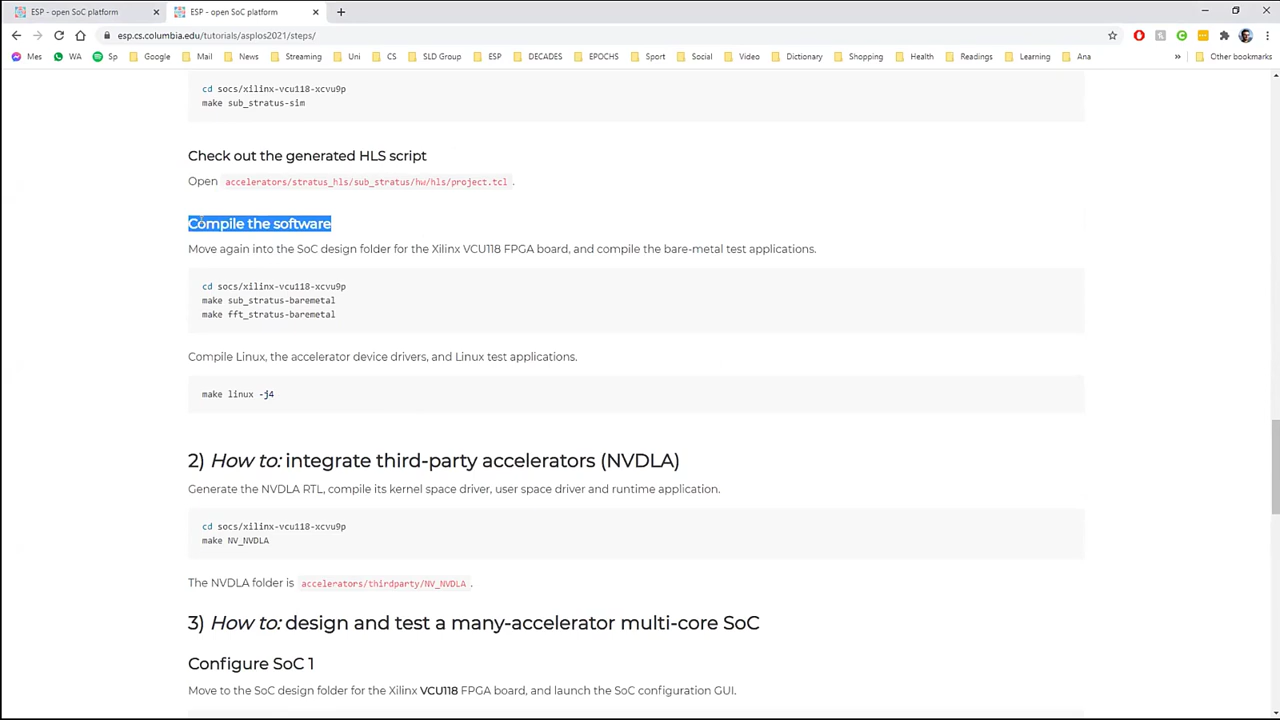 ESP - open SoC platform
ESP - open SoC platform
esp.cs.columbia.edu/tutorials/asplos2021/steps/
Mes WA Sp Google Mail News Streaming Uni CS SLD Group ESP DECADES EPOCHS Sport Social Video Dictionary Shopping Health Readings Learning Ana » Other bookmarks
cd socs/xilinx-vcu118-xcvu9p
make sub_stratus-sim
Check out the generated HLS script
Open accelerators/stratus_hls/sub_stratus/hw/hls/project.tcl.
Compile the software
Move again into the SoC design folder for the Xilinx VCU118 FPGA board, and compile the bare-metal test applications.
cd socs/xilinx-vcu118-xcvu9p
make sub_stratus-baremetal
make fft_stratus-baremetal
Compile Linux, the accelerator device drivers, and Linux test applications.
make linux -j4
2) How to: integrate third-party accelerators (NVDLA)
Generate the NVDLA RTL, compile its kernel space driver, user space driver and runtime application.
cd socs/xilinx-vcu118-xcvu9p
make NV_NVDLA
The NVDLA folder is accelerators/thirdparty/NV_NVDLA.
3) How to: design and test a many-accelerator multi-core SoC
Configure SoC 1
Move to the SoC design folder for the Xilinx VCU118 FPGA board, and launch the SoC configuration GUI.